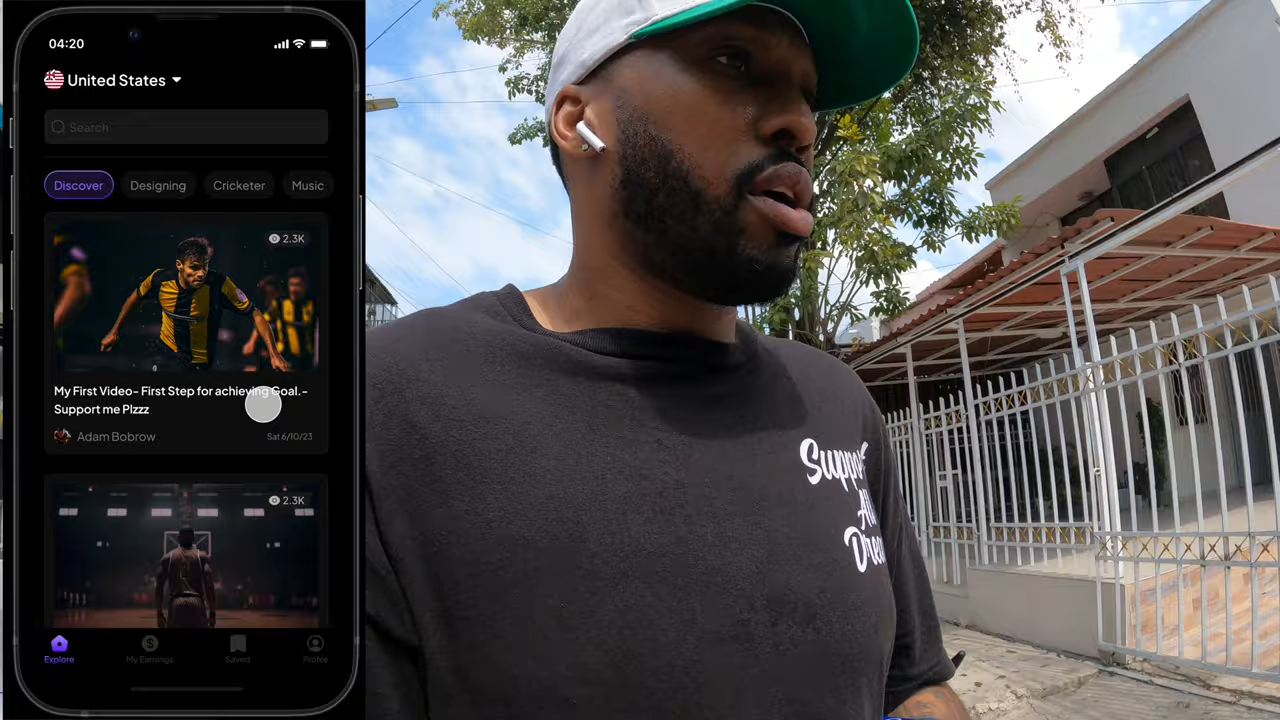 04:20
United States
Search
Discover
Designing
Cricketer
Music
2.3K
My First Video- First Step for achieving Goal.-
Support me Plzzz
Adam Bobrow
Sat 6/10/23
2.3K
Explore
My Earnings
Saved
Profile
Support
All